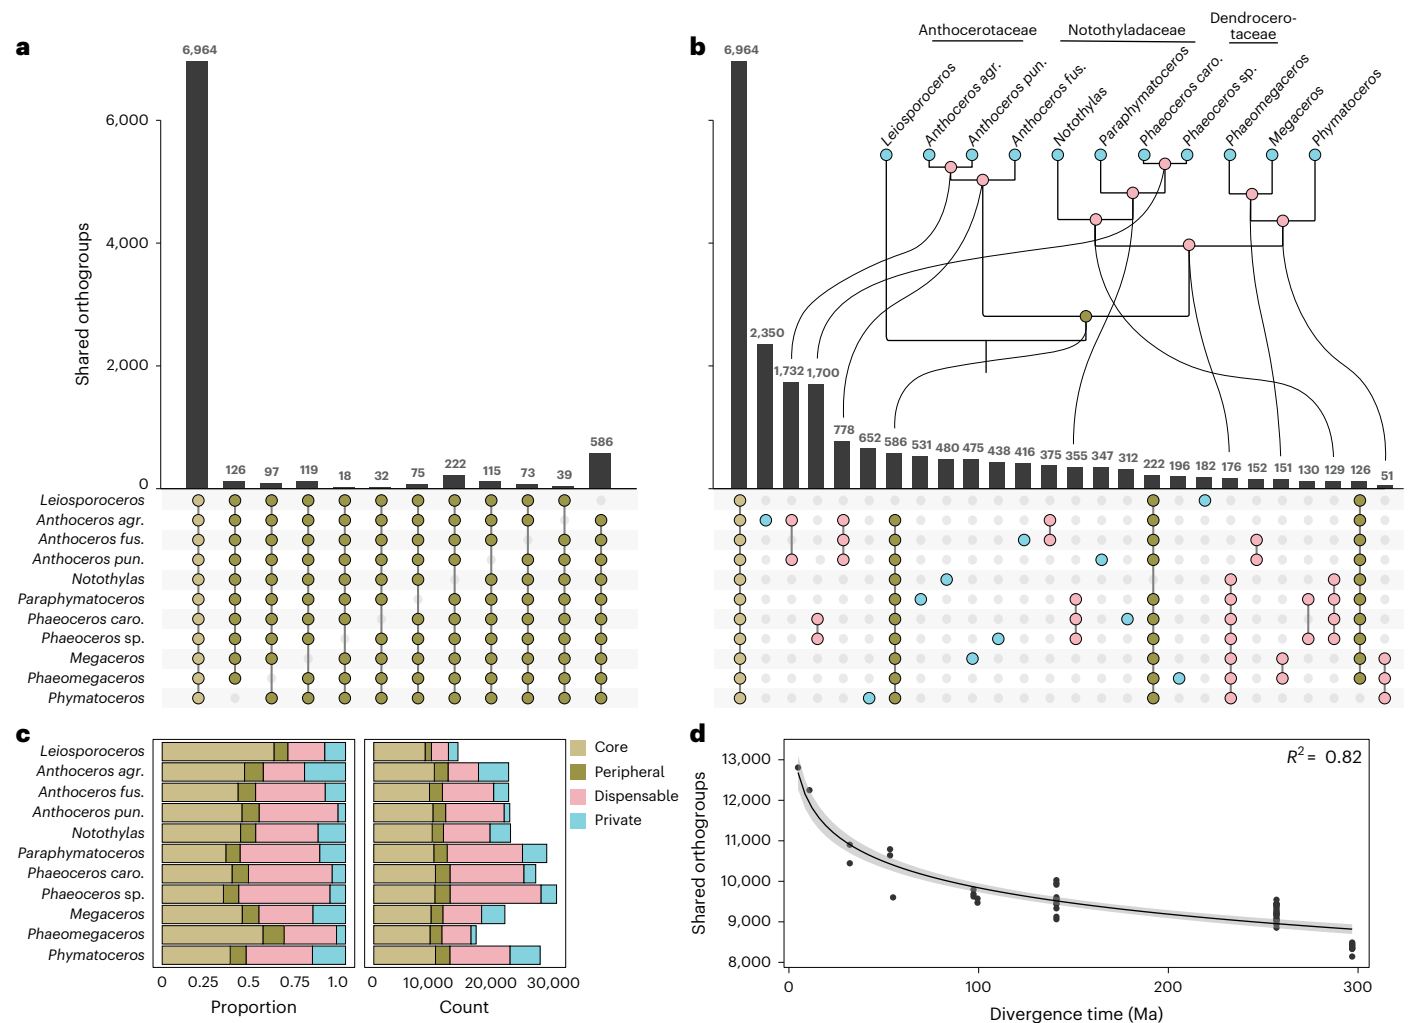 a
6,964
6,000
4,000
2,000
0
Shared orthogroups
126
97
119
18
32
75
222
115
73
39
586
Leiosporoceros
Anthoceros agr.
Anthoceros fus.
Anthoceros pun.
Notothylas
Paraphymatoceros
Phaeoceros caro.
Phaeoceros sp.
Megaceros
Phaeomegaceros
Phymatoceros
b
6,964
Anthocerotaceae
Notothyladaceae
Dendrocero-
taceae
Leiosporoceros
Anthoceros agr.
Anthoceros pun.
Anthoceros fus.
Notothylas
Paraphymatoceros
Phaeoceros caro.
Phaeoceros sp.
Phaeomegaceros
Megaceros
Phymatoceros
2,350
1,732
1,700
778
652
586
531
480
475
438
416
375
355
347
312
222
196
182
176
152
151
130
129
126
51
c
Leiosporoceros
Anthoceros agr.
Anthoceros fus.
Anthoceros pun.
Notothylas
Paraphymatoceros
Phaeoceros caro.
Phaeoceros sp.
Megaceros
Phaeomegaceros
Phymatoceros
0 0.25 0.75 1.0
Proportion
0 10,000 20,000 30,000
Count
Core
Peripheral
Dispensable
Private
d
R2 = 0.82
13,000
12,000
11,000
10,000
9,000
8,000
Shared orthogroups
0 100 200 300
Divergence time (Ma)